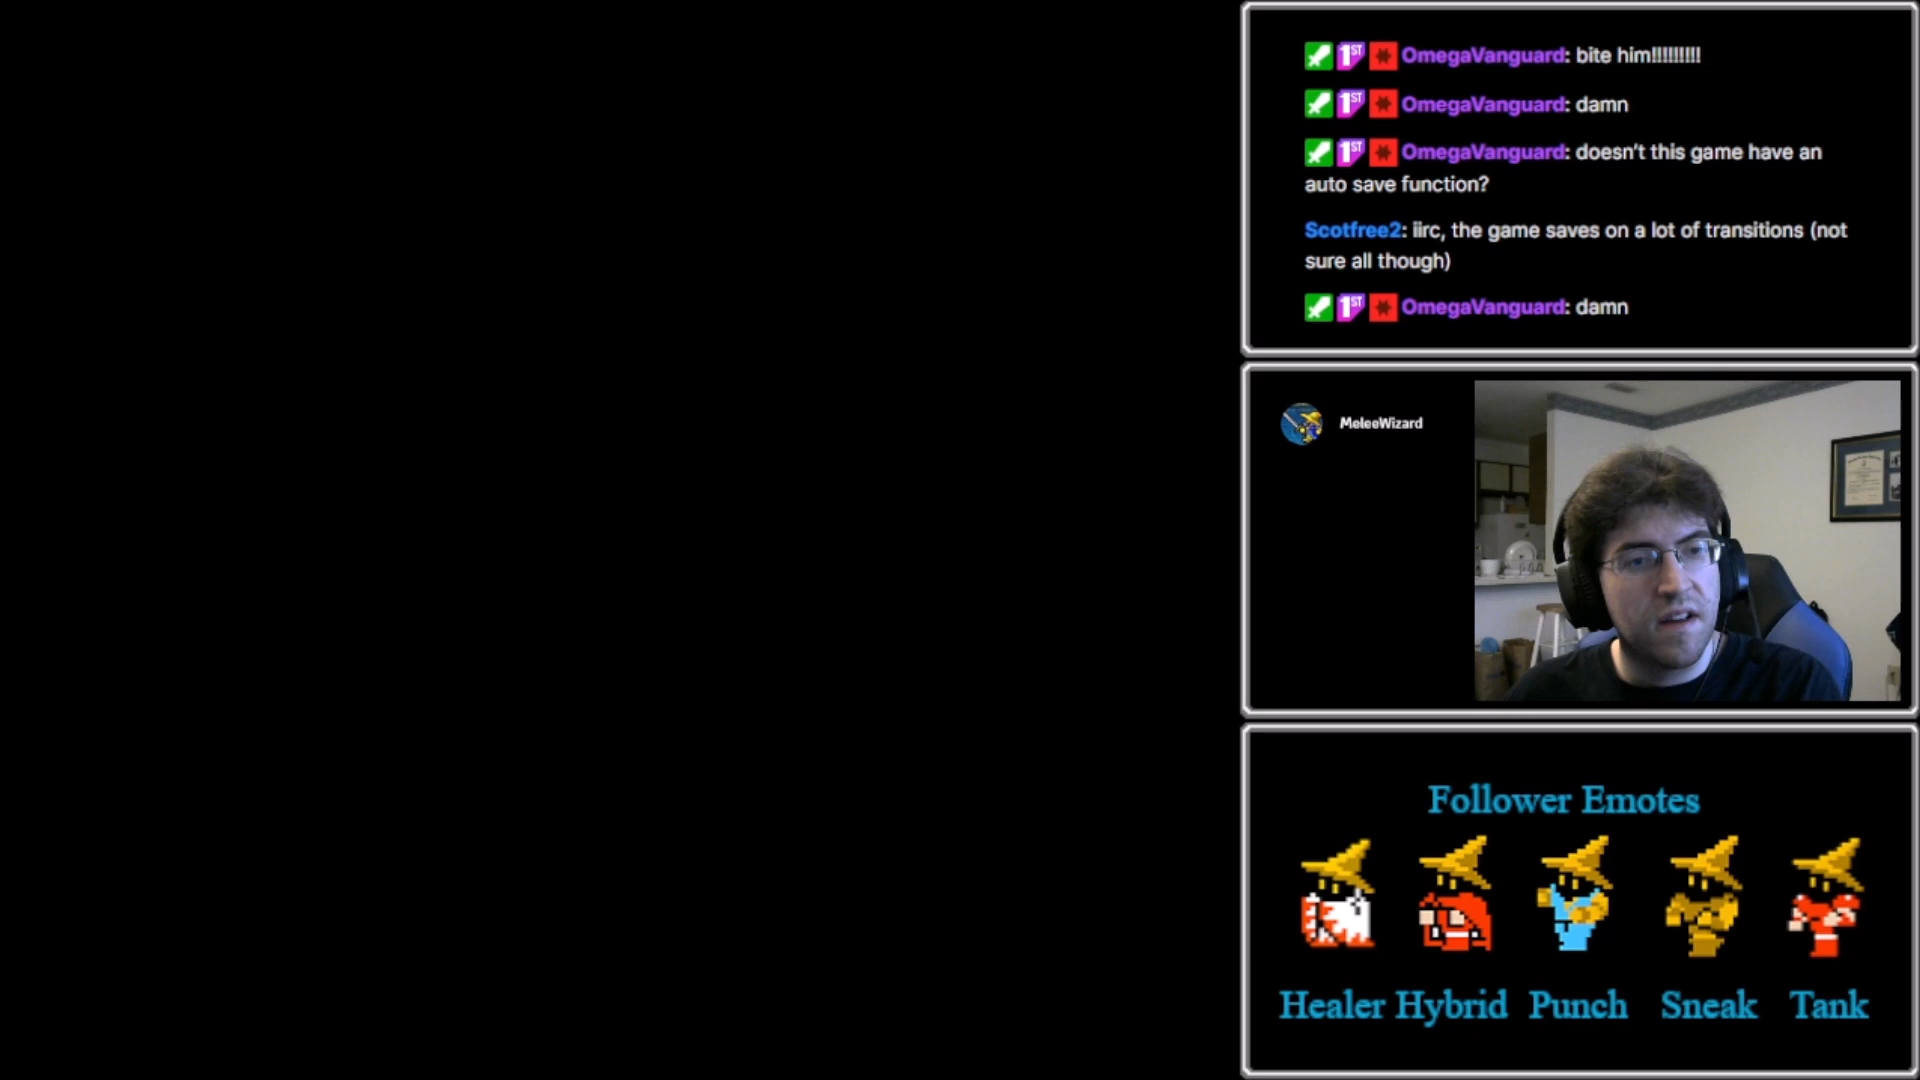 OmegaVanguard: bite him!!!!!!!!!
OmegaVanguard: damn
OmegaVanguard: doesn't this game have an
auto save function?
Scotfree2: iirc, the game saves on a lot of transitions (not
sure all though)
OmegaVanguard: damn
MeleeWizard
Follower Emotes
Healer Hybrid Punch Sneak Tank